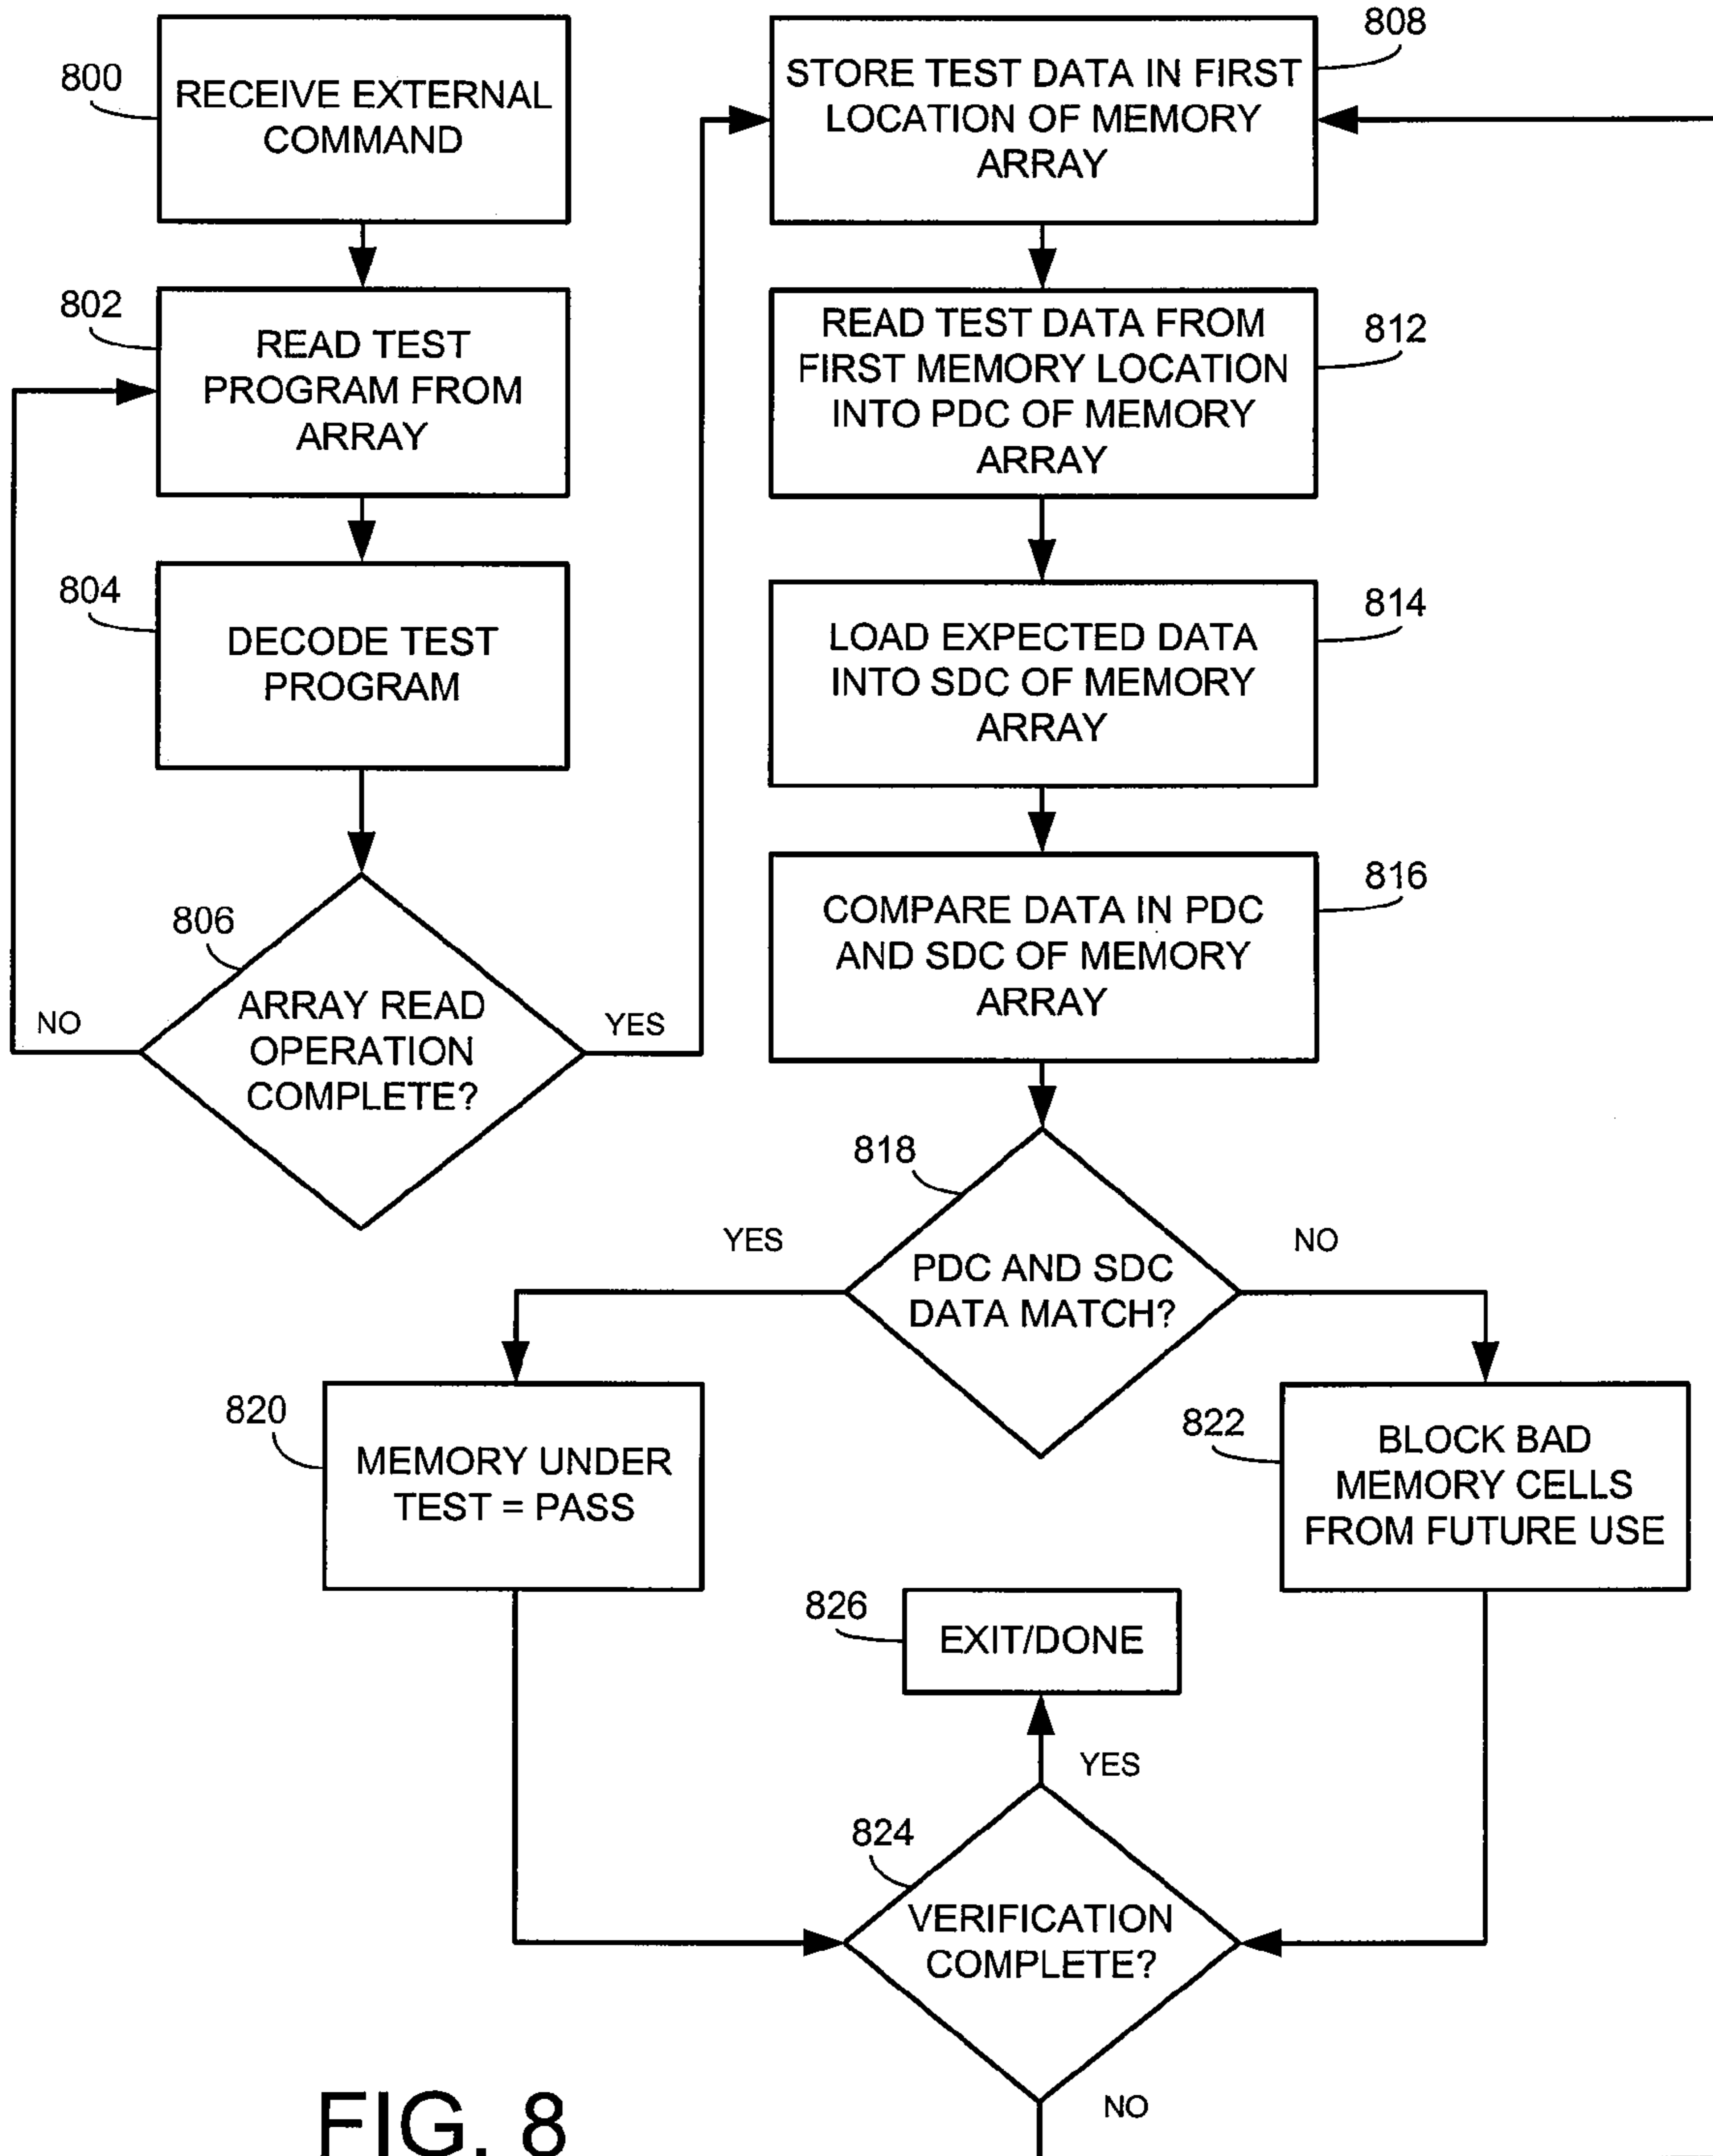 800
RECEIVE EXTERNAL
COMMAND
802
READ TEST
PROGRAM FROM
ARRAY
804
DECODE TEST
PROGRAM
806
ARRAY READ
OPERATION
COMPLETE?
NO
YES
808
STORE TEST DATA IN FIRST
LOCATION OF MEMORY
ARRAY
812
READ TEST DATA FROM
FIRST MEMORY LOCATION
INTO PDC OF MEMORY
ARRAY
814
LOAD EXPECTED DATA
INTO SDC OF MEMORY
ARRAY
816
COMPARE DATA IN PDC
AND SDC OF MEMORY
ARRAY
818
PDC AND SDC
DATA MATCH?
YES
NO
820
MEMORY UNDER
TEST = PASS
822
BLOCK BAD
MEMORY CELLS
FROM FUTURE USE
826
EXIT/DONE
YES
824
VERIFICATION
COMPLETE?
NO
FIG. 8